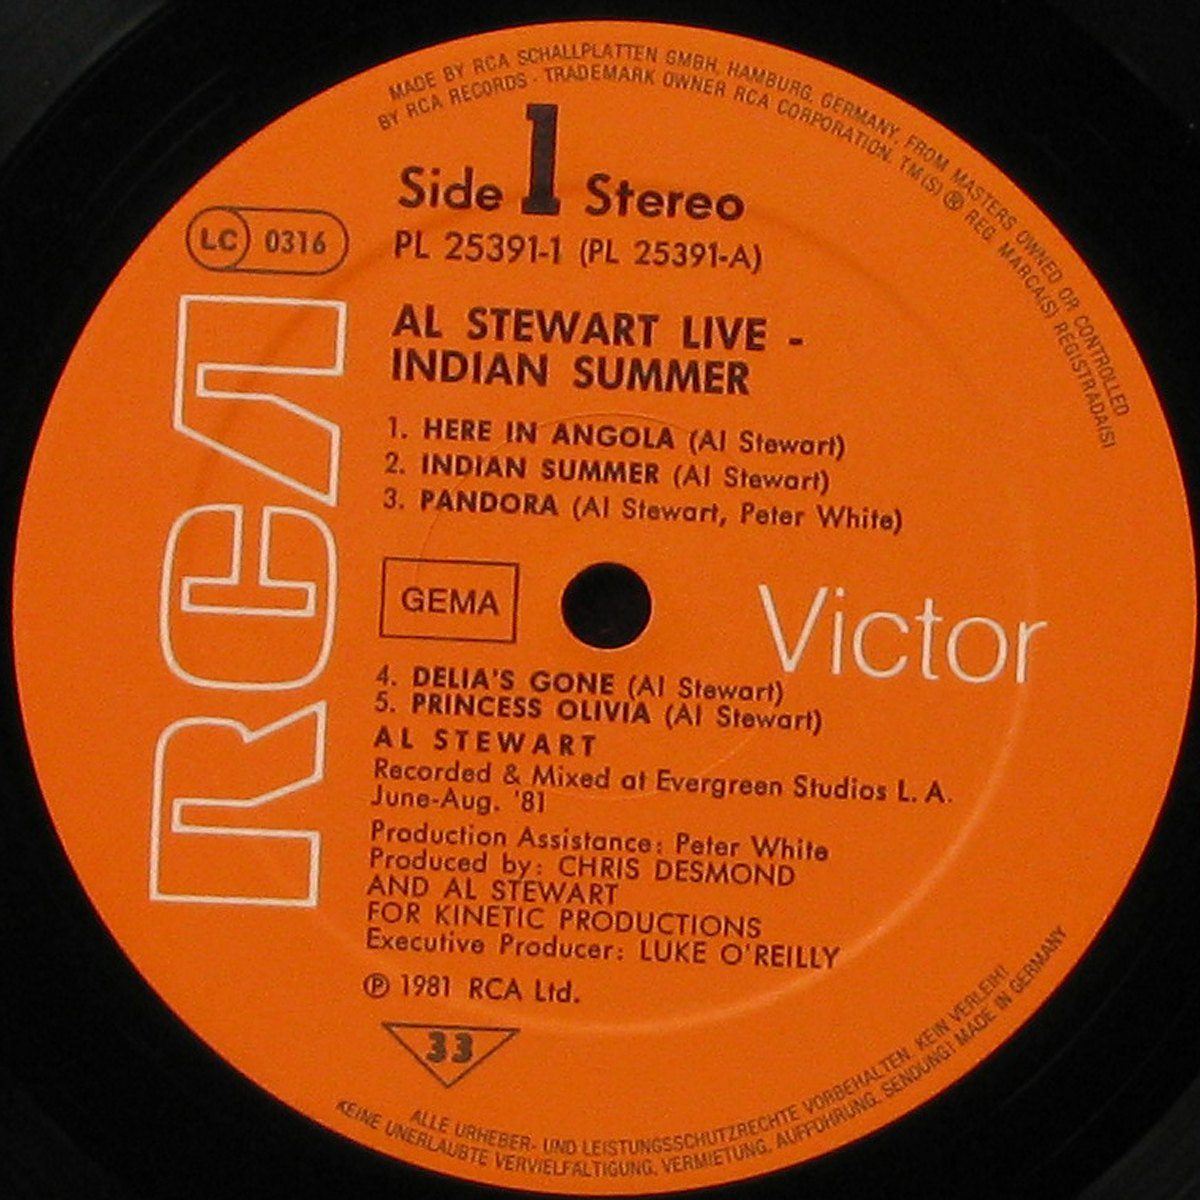 MADE BY RCA SCHALLPLATTEN GMBH, HAMBURG, GERMANY, FROM MASTERS OWNED OR CONTROLLED
BY RCA RECORDS · TRADEMARK OWNER RCA CORPORATION. TM(S) ® REG. MARCA(S) REGISTRADA(S)
Side 1 Stereo
LC 0316
PL 25391-1 (PL 25391-A)
RCA
AL STEWART LIVE -
INDIAN SUMMER
1. HERE IN ANGOLA (Al Stewart)
2. INDIAN SUMMER (Al Stewart)
3. PANDORA (Al Stewart, Peter White)
GEMA
Victor
4. DELIA'S GONE (Al Stewart)
5. PRINCESS OLIVIA (Al Stewart)
AL STEWART
Recorded & Mixed at Evergreen Studios L. A.
June-Aug. '81
Production Assistance: Peter White
Produced by: CHRIS DESMOND
AND AL STEWART
FOR KINETIC PRODUCTIONS
Executive Producer: LUKE O'REILLY
℗ 1981 RCA Ltd.
33
ALLE URHEBER- UND LEISTUNGSSCHUTZRECHTE VORBEHALTEN. KEIN VERLEIH!
KEINE UNERLAUBTE VERVIELFÄLTIGUNG, VERMIETUNG, AUFFÜHRUNG, SENDUNG! MADE IN GERMANY